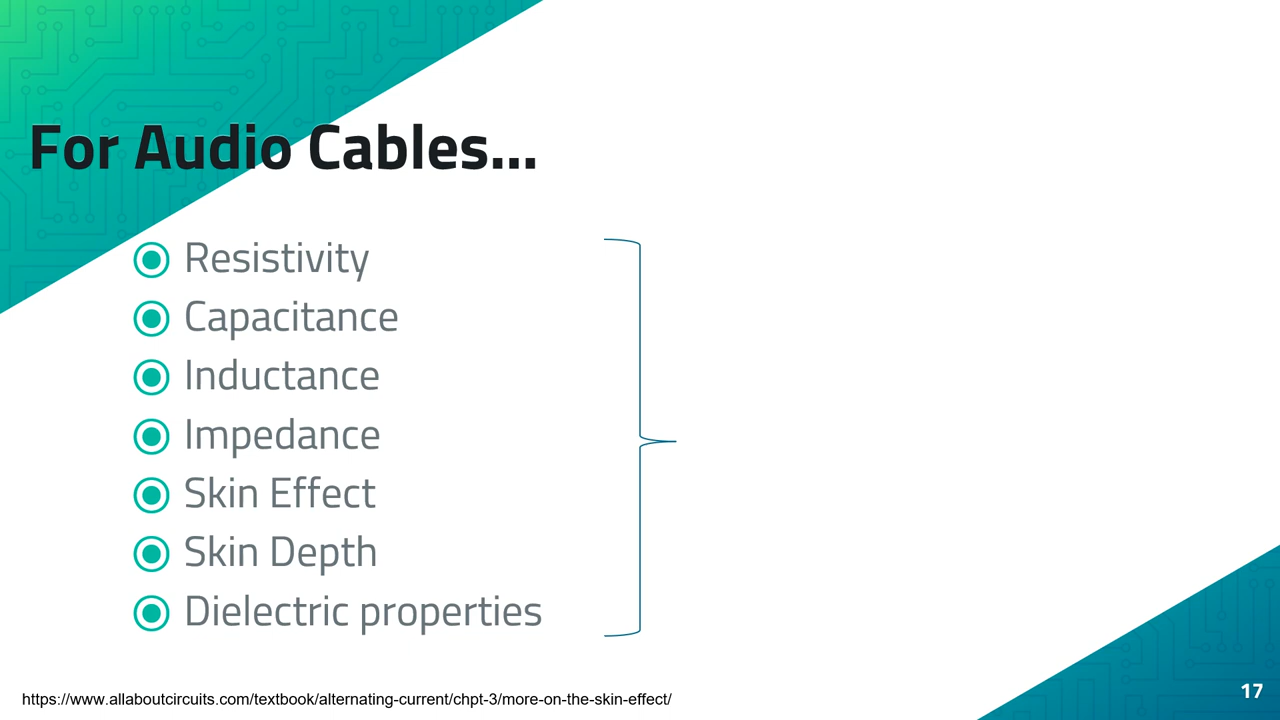 For Audio Cables...
Resistivity
Capacitance
Inductance
Impedance
Skin Effect
Skin Depth
Dielectric properties
https://www.allaboutcircuits.com/textbook/alternating-current/chpt-3/more-on-the-skin-effect/
17